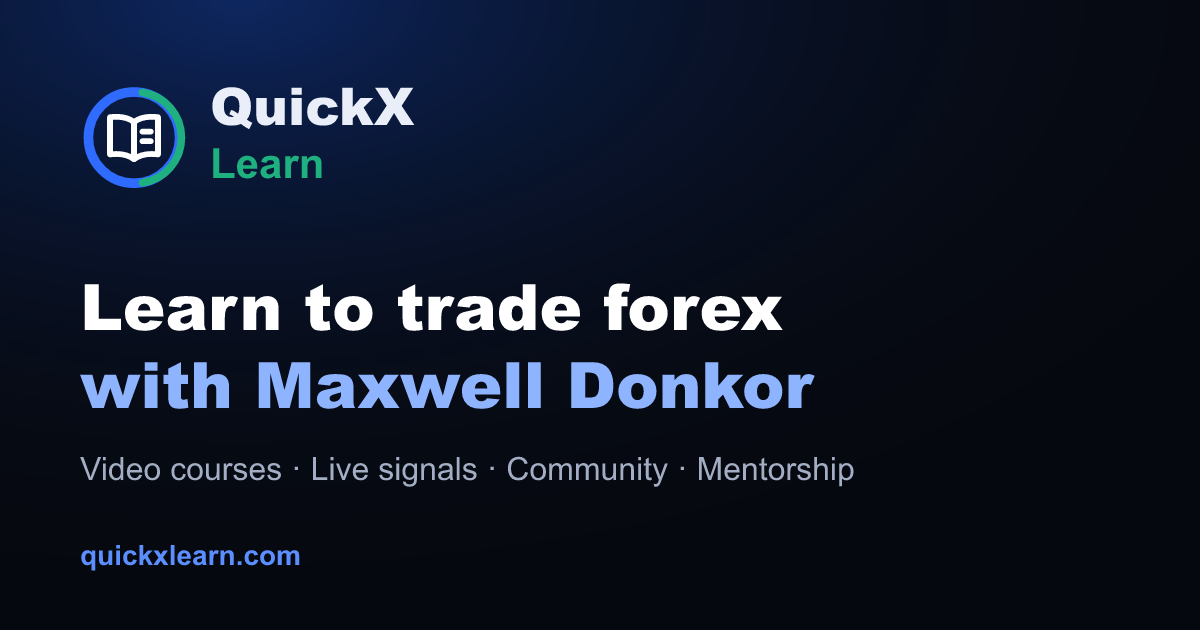 QuickX
Learn
Learn to trade forex
with Maxwell Donkor
Video courses · Live signals · Community · Mentorship
quickxlearn.com